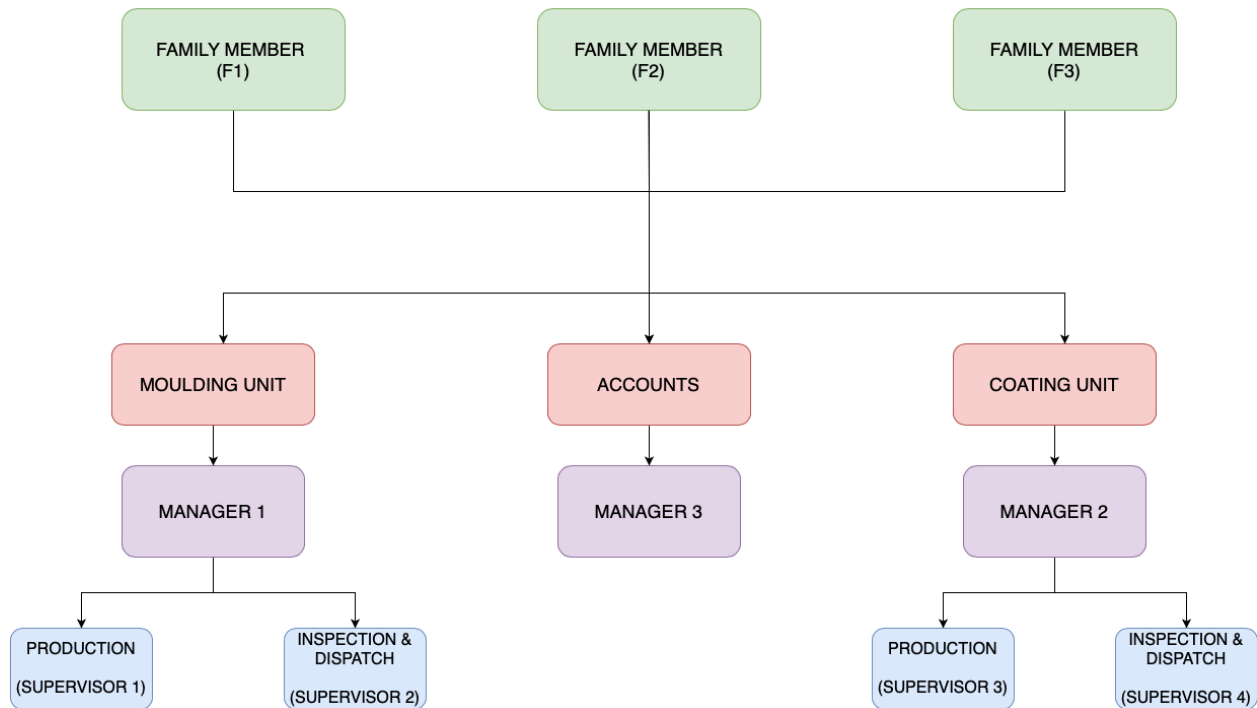 FAMILY MEMBER
(F1)
FAMILY MEMBER
(F2)
FAMILY MEMBER
(F3)
MOULDING UNIT
ACCOUNTS
COATING UNIT
MANAGER 1
MANAGER 3
MANAGER 2
PRODUCTION
(SUPERVISOR 1)
INSPECTION &
DISPATCH
(SUPERVISOR 2)
PRODUCTION
(SUPERVISOR 3)
INSPECTION &
DISPATCH
(SUPERVISOR 4)